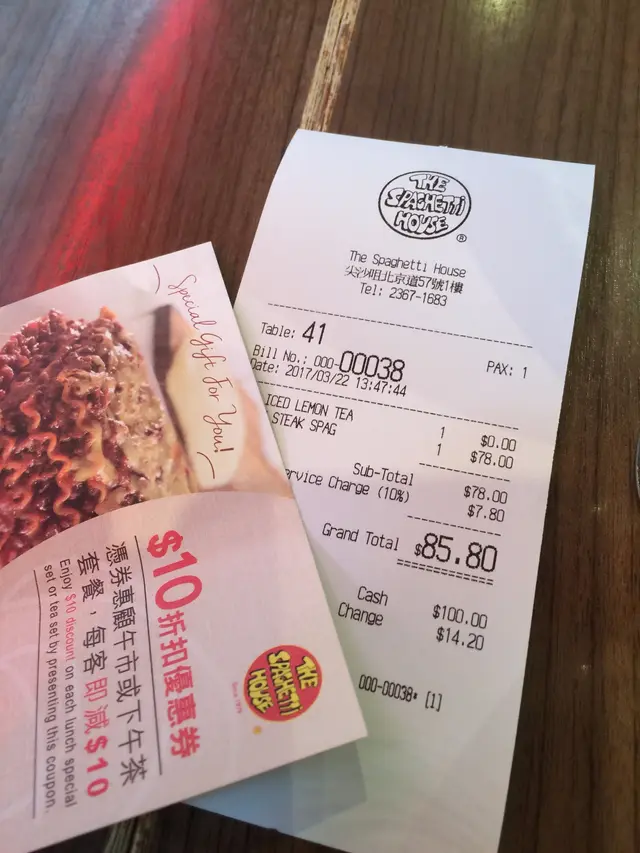 THE
SPAGHETTI
HOUSE
®
The Spaghetti House
尖沙咀北京道57號1樓
Tel: 2367-1683
Table: 41
PAX: 1
Bill No.: 000-00038
Date: 2017/03/22 13:47:44
ICED LEMON TEA 1 $0.00
STEAK SPAG 1 $78.00
Sub-Total $78.00
ervice Charge (10%) $7.80
Grand Total $85.80
Cash $100.00
Change $14.20
000-00038* [1]
Special Gift For You!
$10折扣優惠券
憑券惠顧午市或下午茶
套餐，每客即減$10
Enjoy $10 discount on each lunch special
set or tea set by presenting this coupon.
THE
SPAGHETTI
HOUSE